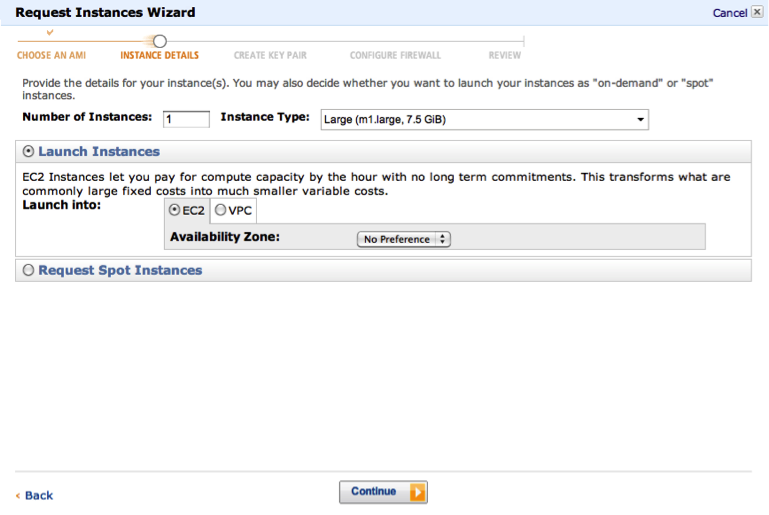 Request Instances Wizard
Cancel
CHOOSE AN AMI INSTANCE DETAILS CREATE KEY PAIR CONFIGURE FIREWALL REVIEW
Provide the details for your instance(s). You may also decide whether you want to launch your instances as "on-demand" or "spot"
instances.
Number of Instances: 1 Instance Type: Large (m1.large, 7.5 GiB)
Launch Instances
EC2 Instances let you pay for compute capacity by the hour with no long term commitments. This transforms what are
commonly large fixed costs into much smaller variable costs.
Launch into: EC2 VPC
Availability Zone: No Preference
Request Spot Instances
Back Continue